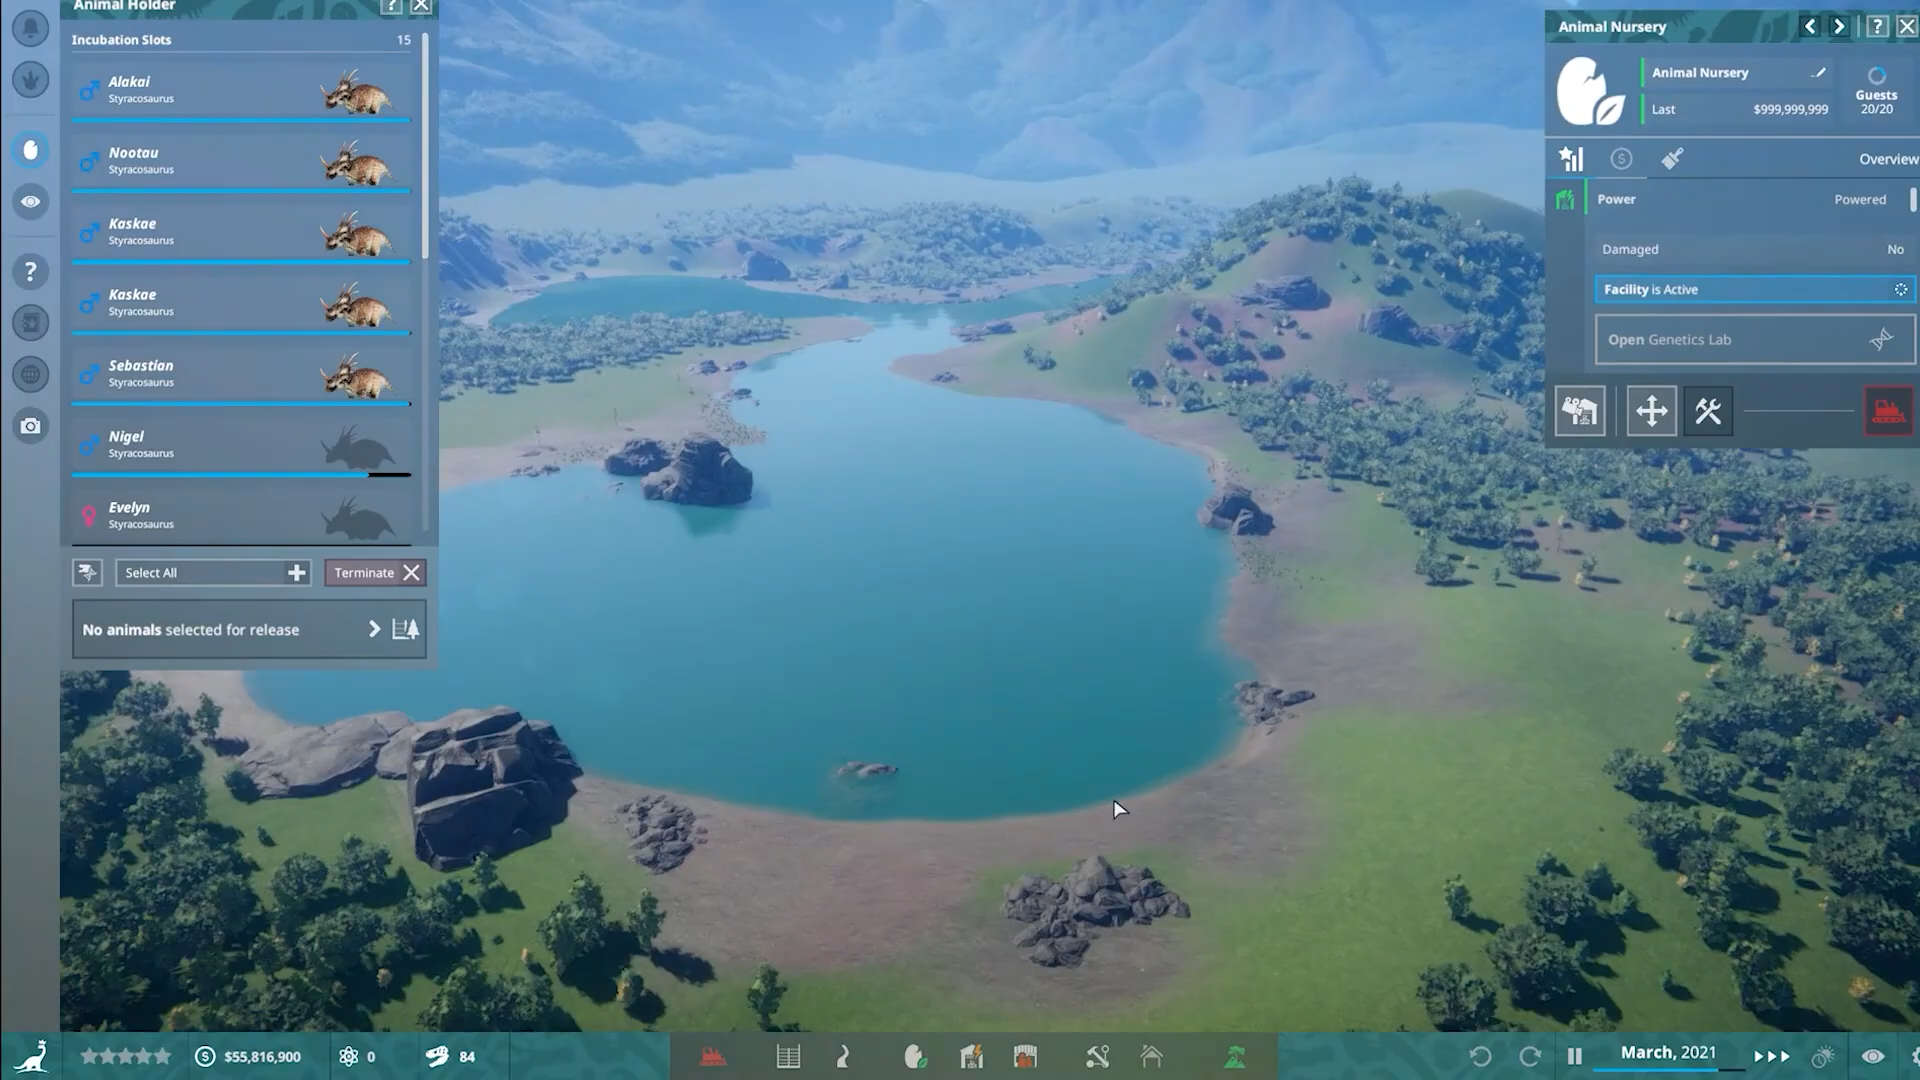 Animal Holder
?
Incubation Slots 15
Alakai
Styracosaurus
Nootau
Styracosaurus
Kaskae
Styracosaurus
Kaskae
Styracosaurus
Sebastian
Styracosaurus
Nigel
Styracosaurus
Evelyn
Styracosaurus
Select All
Terminate
No animals selected for release
?
Animal Nursery
?
Animal Nursery
Last $999,999,999
Guests
20/20
Overview
Power Powered
Damaged No
Facility is Active
Open Genetics Lab
$55,816,900
0
84
March, 2021